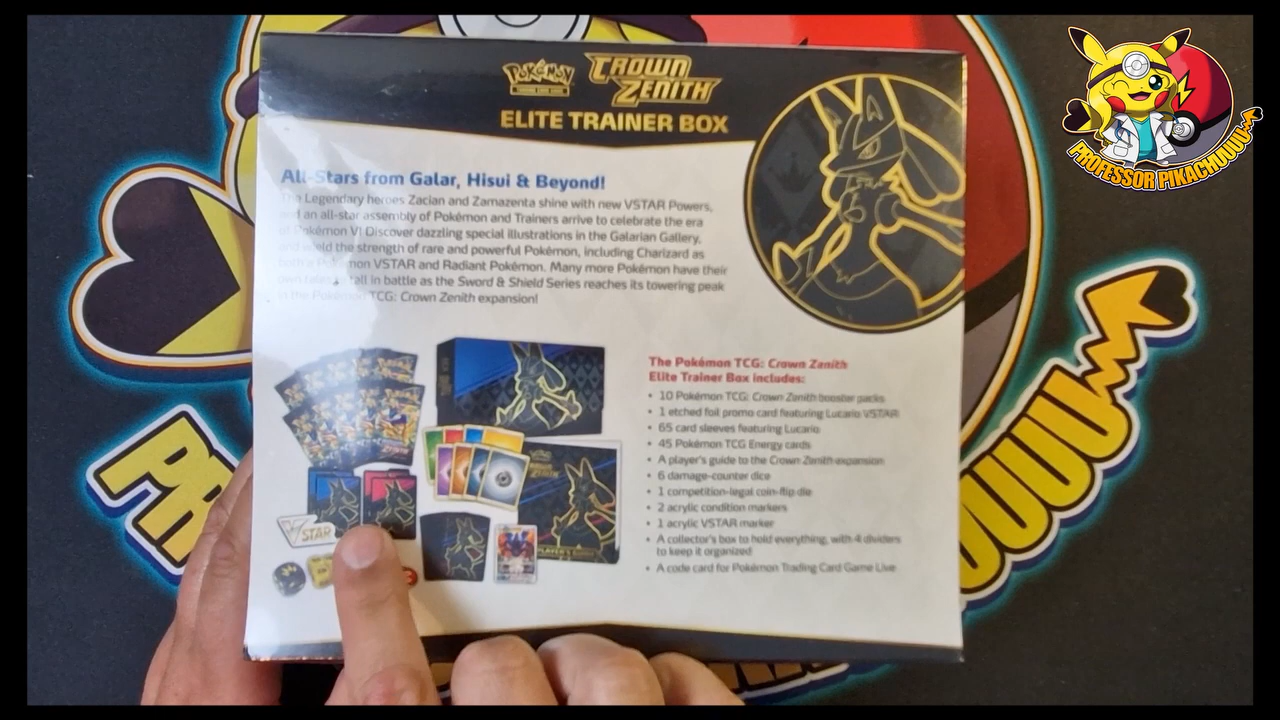 Pokémon
TRADING CARD GAME
CROWN
ZENITH
ELITE TRAINER BOX
PROFESSOR PIKACHUUUU
All-Stars from Galar, Hisui & Beyond!
The Legendary heroes Zacian and Zamazenta shine with new VSTAR Powers,
and an all-star assembly of Pokémon and Trainers arrive to celebrate the era
of Pokémon V! Discover dazzling special illustrations in the Galarian Gallery,
and wield the strength of rare and powerful Pokémon, including Charizard as
both a Pokémon VSTAR and Radiant Pokémon. Many more Pokémon have their
own fall in battle as the Sword & Shield Series reaches its towering peak
in the Pokémon TCG: Crown Zenith expansion!
The Pokémon TCG: Crown Zenith
Elite Trainer Box includes:
• 10 Pokémon TCG: Crown Zenith booster packs
• 1 etched foil promo card featuring Lucario VSTAR
• 65 card sleeves featuring Lucario
• 45 Pokémon TCG Energy cards
• A player's guide to the Crown Zenith expansion
• 6 damage-counter dice
• 1 competition-legal coin-flip die
• 2 acrylic condition markers
• 1 acrylic VSTAR marker
• A collector's box to hold everything, with 4 dividers
to keep it organized
• A code card for Pokémon Trading Card Game Live
VSTAR
PLAYER'S GUIDE
PR
UUUU